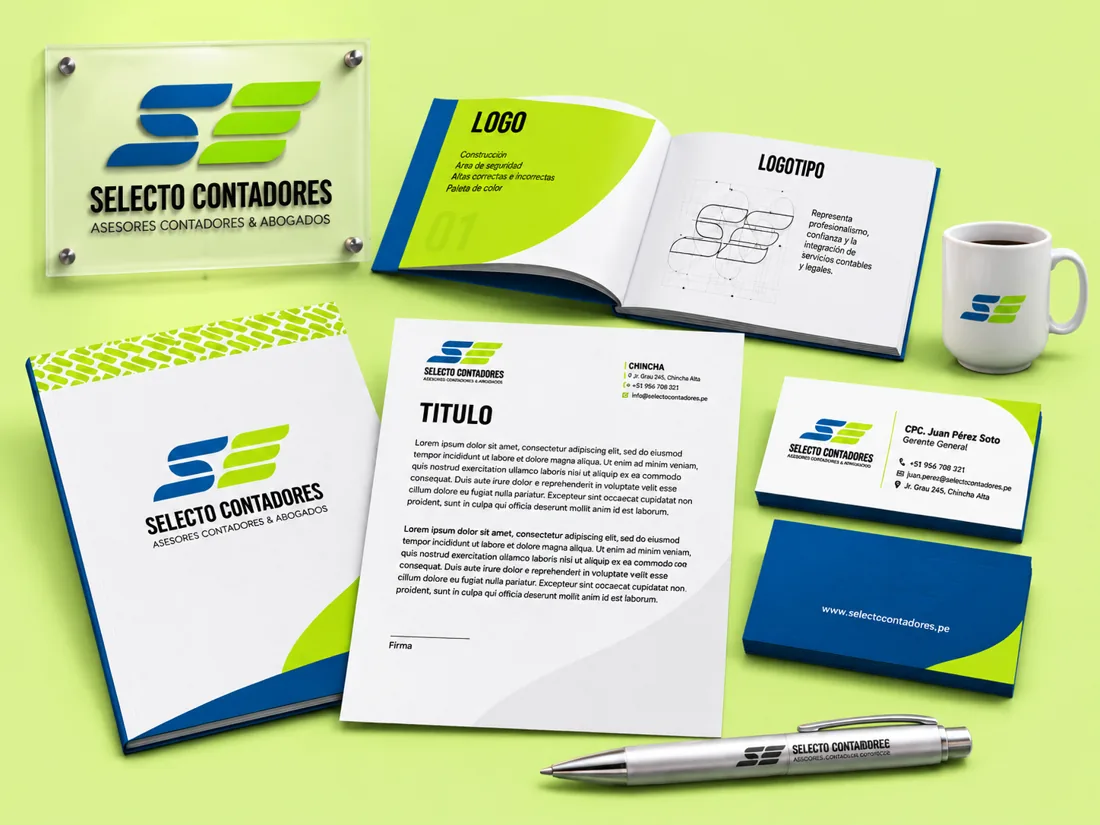 SELECTO CONTADORES
ASESORES CONTADORES & ABOGADOS
LOGO
Construcción
Area de seguridad
Altas correctas e incorrectas
Paleta de color
01
LOGOTIPO
Representa
profesionalismo,
confianza y la
integración de
servicios contables
y legales.
SELECTO CONTADORES
ASESORES CONTADORES & ABOGADOS
SELECTO CONTADORES
ASESORES CONTADORES & ABOGADOS
CHINCHA
Jr. Grau 245, Chincha Alta
+51 956 708 321
info@selectocontadores.pe
TITULO
Lorem ipsum dolor sit amet, consectetur adipiscing elit, sed do eiusmod
tempor incididunt ut labore et dolore magna aliqua. Ut enim ad minim veniam,
quis nostrud exercitation ullamco laboris nisi ut aliquip ex ea commodo
consequat. Duis aute irure dolor e reprehenderit in voluptate velit esse
cillum dolore eu fugiat nulla pariatur. Excepteur sint occaecat cupidatat non
proident, sunt in culpa qui officia deserunt mollit anim id est laborum.
Lorem ipsum dolor sit amet, consectetur adipiscing elit, sed do eiusmod
tempor incididunt ut labore et dolore magna aliqua. Ut enim ad minim veniam,
quis nostrud exercitation ullamco laboris nisi ut aliquip ex ea commodo
consequat. Duis aute irure dolor e reprehenderit in voluptate velit esse
cillum dolore eu fugiat nulla pariatur. Excepteur sint occaecat cupidatat non
proident, sunt in culpa qui officia deserunt mollit anim id est laborum.
Firma
SELECTO CONTADORES
ASESORES CONTADORES & ABOGADOS
CPC. Juan Pérez Soto
Gerente General
+51 956 708 321
juan.perez@selectocontadores.pe
Jr. Grau 245, Chincha Alta
www.selectccontadores.pe
SELECTO CONTADOREE